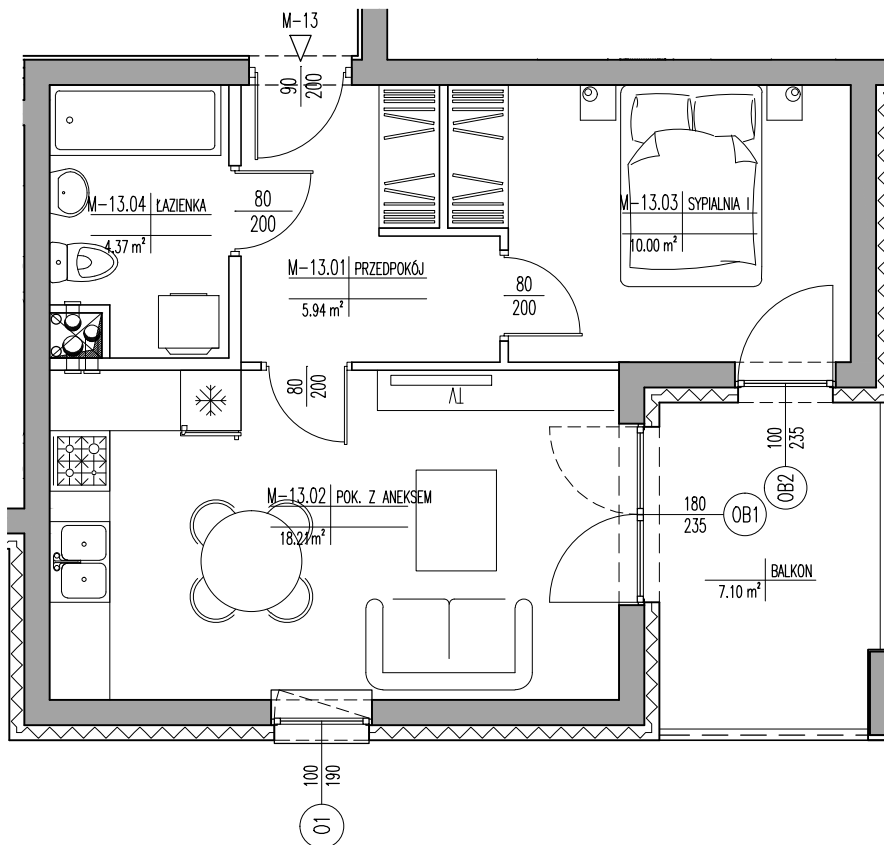 M-13
90
200
M-13.04 ŁAZIENKA
4.37 m²
80
200
M-13.03 SYPIALNIA I
10.00 m²
M-13.01 PRZEDPOKÓJ
5.94 m²
80
200
80
200
TV
100
235
OB2
M-13.02 POK. Z ANEKSEM
18.21m²
180
235
OB1
BALKON
7.10 m²
100
190
O1